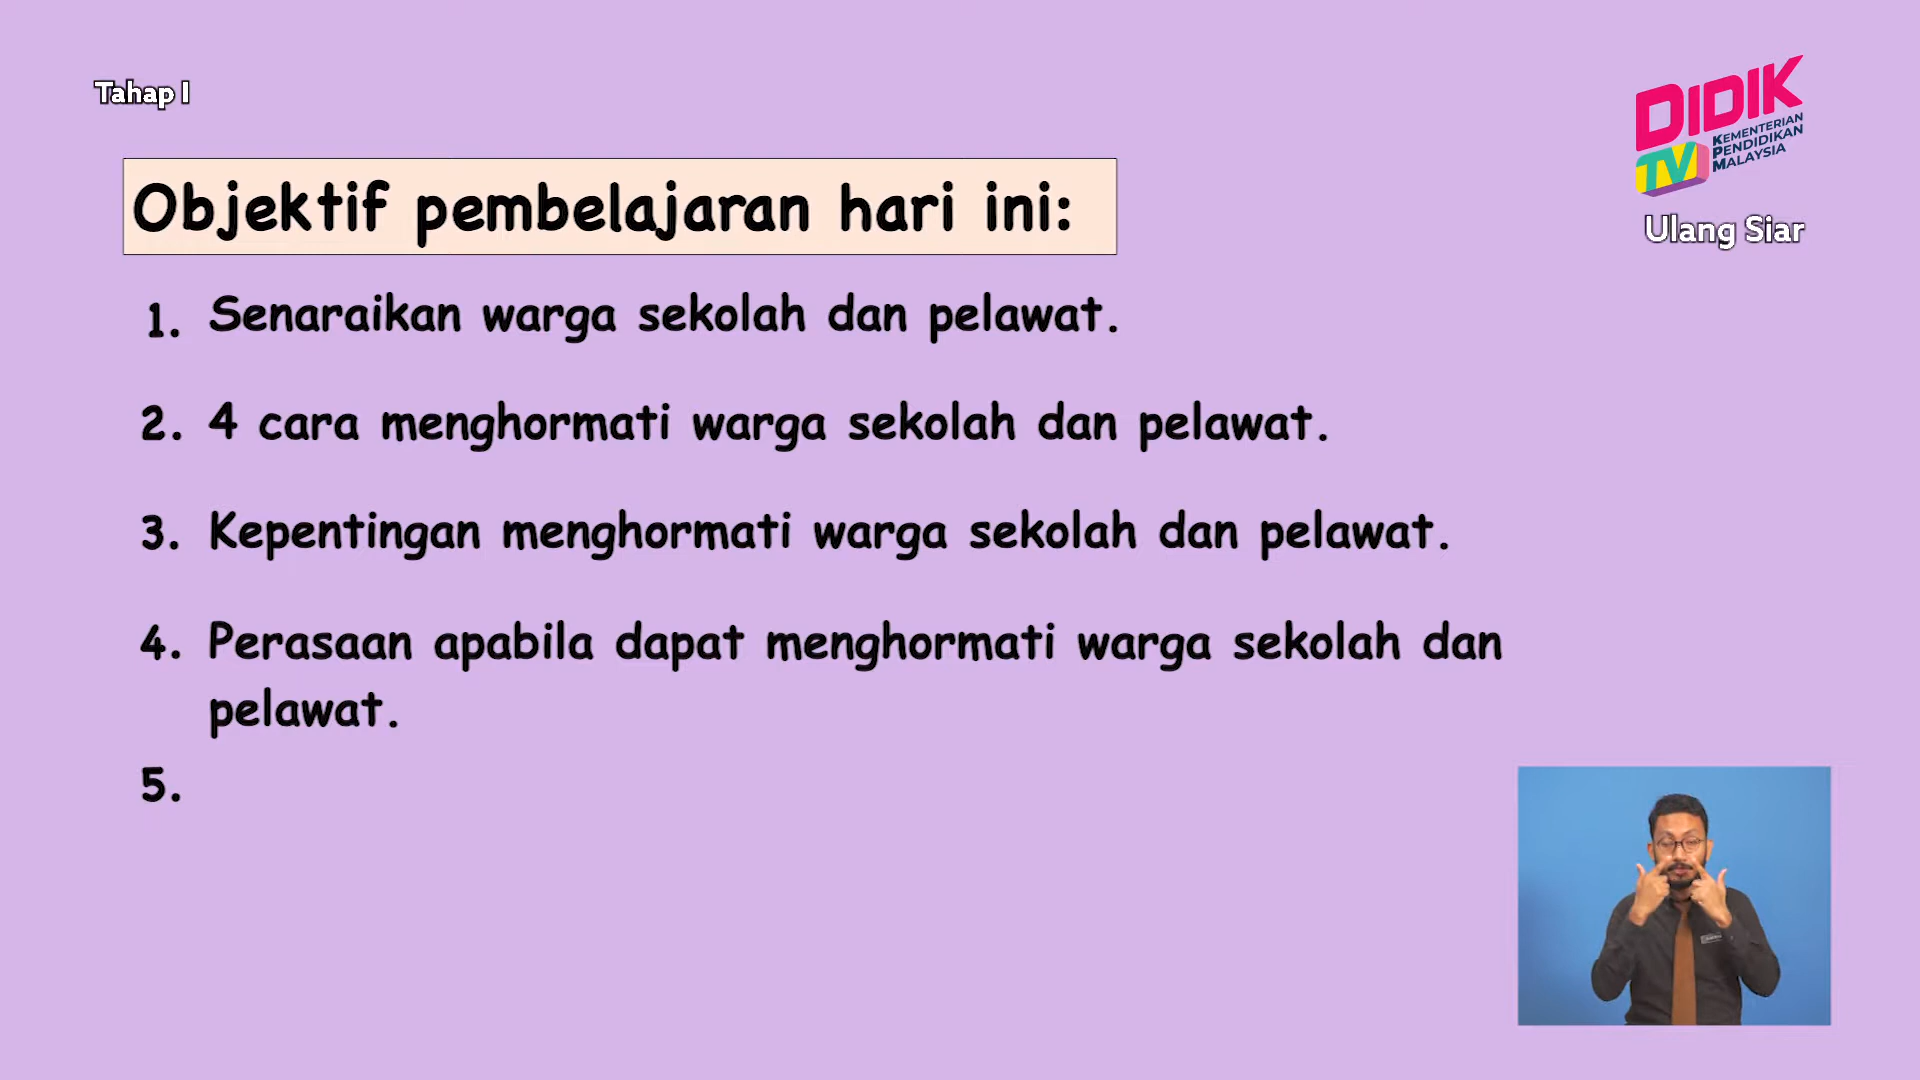 Tahap I
DIDIK
TV
KEMENTERIAN
PENDIDIKAN
MALAYSIA
Ulang Siar
Objektif pembelajaran hari ini:
1. Senaraikan warga sekolah dan pelawat.
2. 4 cara menghormati warga sekolah dan pelawat.
3. Kepentingan menghormati warga sekolah dan pelawat.
4. Perasaan apabila dapat menghormati warga sekolah dan
pelawat.
5.